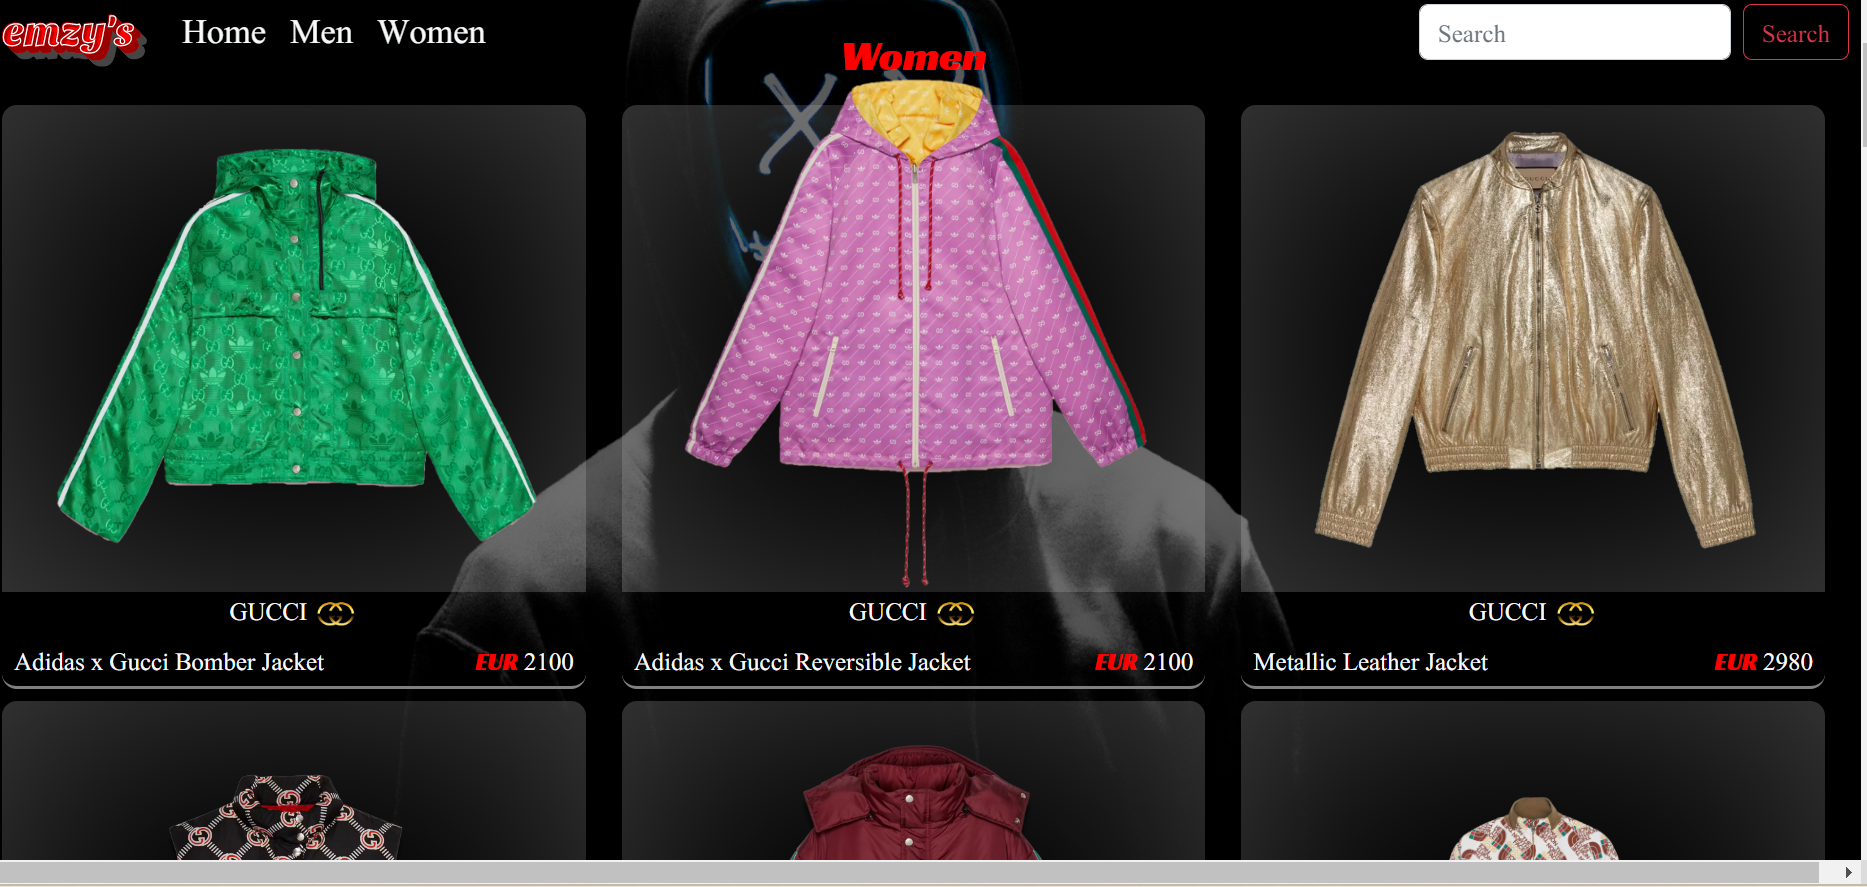 emzy's Home Men Women Search Search
Women
GUCCI
Adidas x Gucci Bomber Jacket EUR 2100
GUCCI
Adidas x Gucci Reversible Jacket EUR 2100
GUCCI
Metallic Leather Jacket EUR 2980